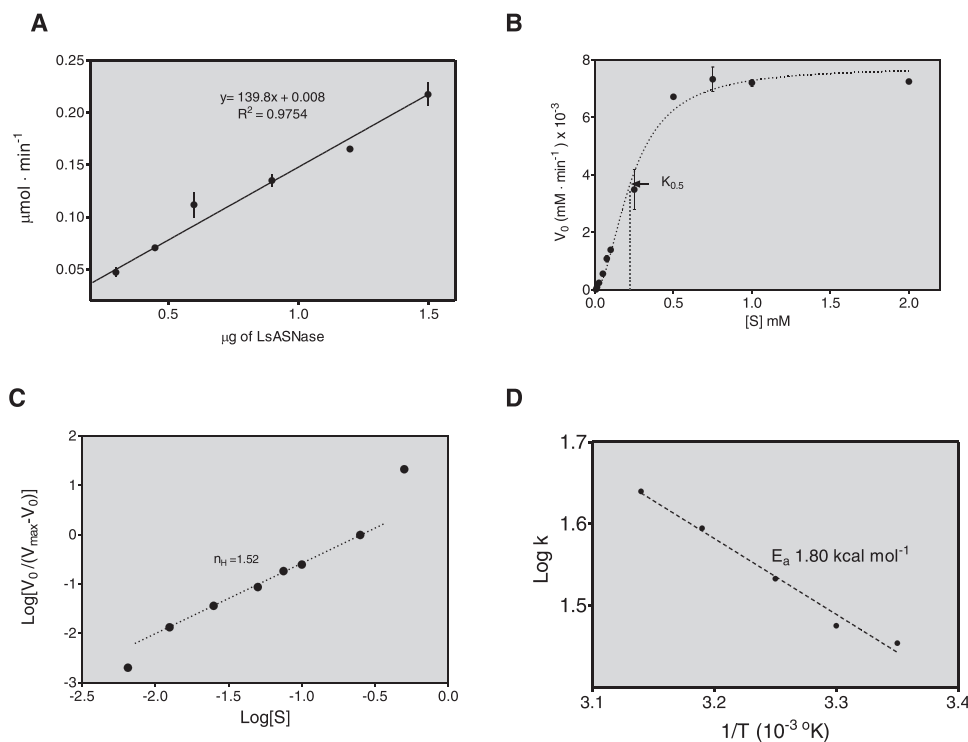 A
0.25
0.20
0.15
0.10
0.05
μmol · min⁻¹
y= 139.8x + 0.008
R² = 0.9754
0.5
1.0
1.5
μg of LsASNase
B
8
6
4
2
0
V₀ (mM · min⁻¹ ) x 10⁻³
K₀.₅
0.0
0.5
1.0
1.5
2.0
[S] mM
C
2
1
0
-1
-2
-3
Log[V₀ /(Vmax-V₀)]
nH =1.52
-2.5
-2.0
-1.5
-1.0
-0.5
0.0
Log[S]
D
1.7
1.6
1.5
Log k
Ea 1.80 kcal mol⁻¹
3.1
3.2
3.3
3.4
1/T (10⁻³ ᵒK)